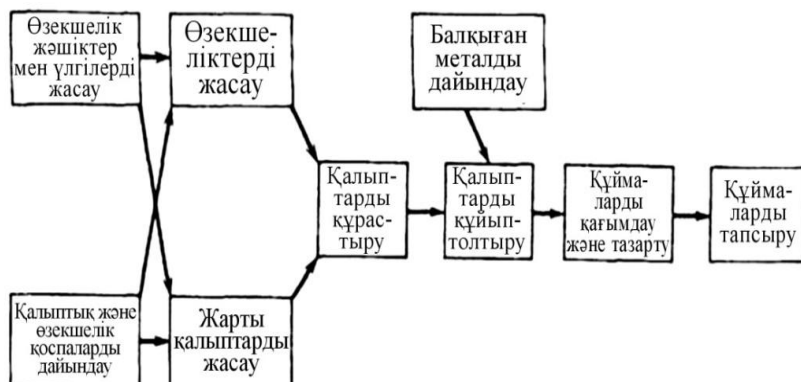 Өзекшелік
жәшіктер
мен үлгілерді
жасау
Өзекше-
ліктерді
жасау
Балқыған
металды
дайындау
Қалып-
тарды
құрас-
тыру
Қалып-
тарды
құйып-
толтыру
Құйма-
ларды
қағымдау
және тазарту
Құйма-
ларды
тапсыру
Қалыптық және
өзекшелік
қоспаларды
дайындау
Жарты
қалыптарды
жасау